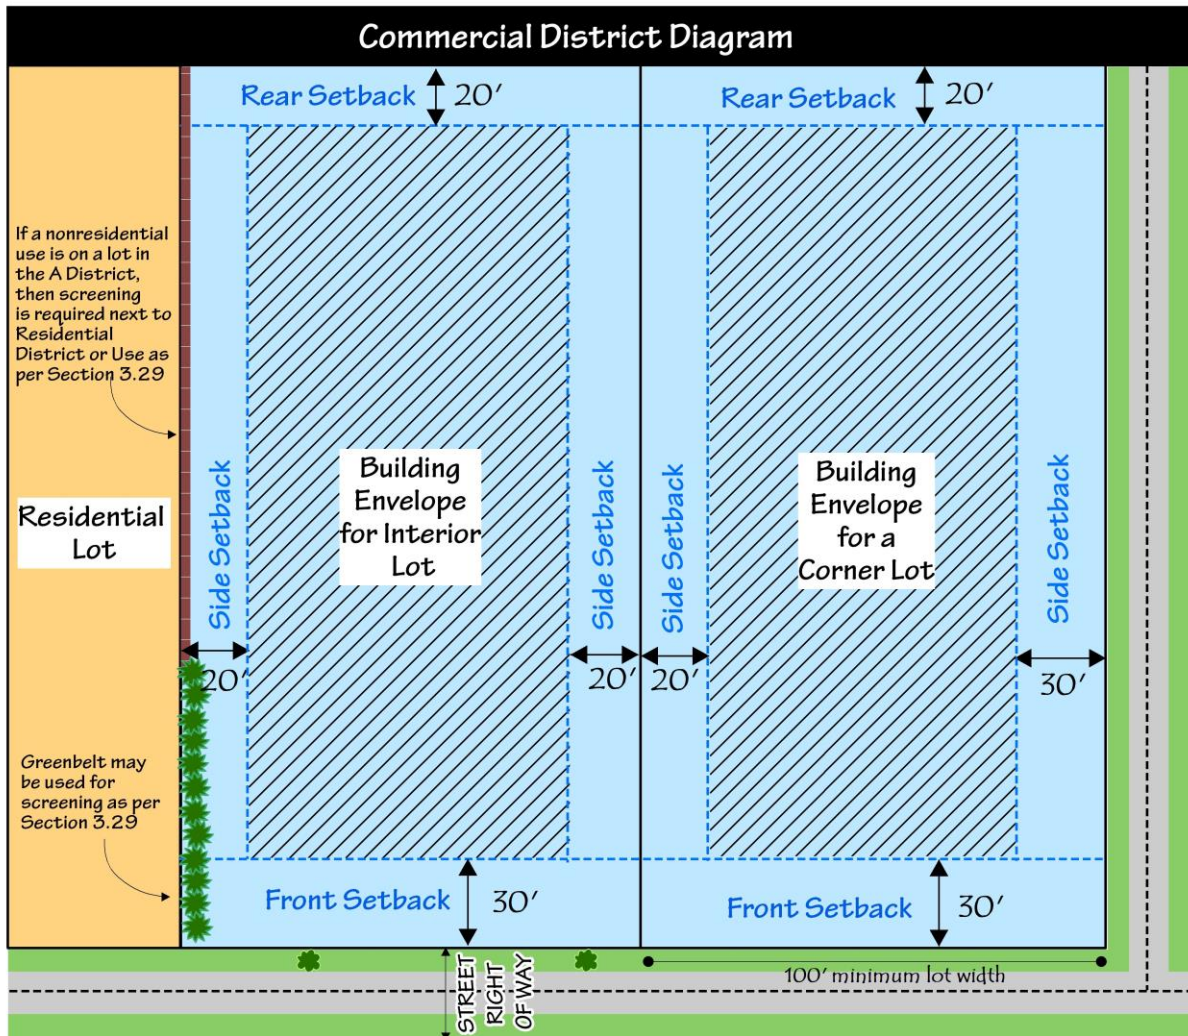 Commercial District Diagram
Rear Setback 20'
Rear Setback 20'
If a nonresidential
use is on a lot in
the A District,
then screening
is required next to
Residential
District or Use as
per Section 3.29
Residential
Lot
Side Setback
Building
Envelope
for Interior
Lot
Side Setback
Side Setback
Building
Envelope
for a
Corner Lot
Side Setback
20'
20'
20'
30'
Greenbelt may
be used for
screening as per
Section 3.29
Front Setback 30'
Front Setback 30'
STREET
RIGHT
OF WAY
100' minimum lot width